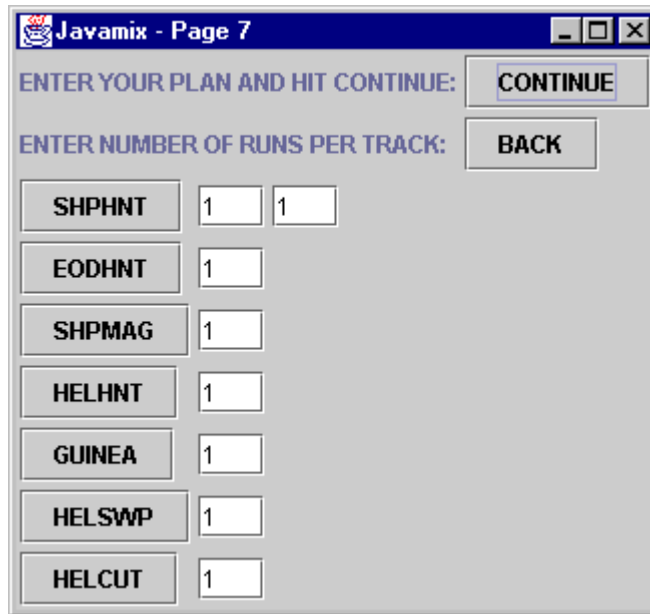 Javamix - Page 7
ENTER YOUR PLAN AND HIT CONTINUE: CONTINUE
ENTER NUMBER OF RUNS PER TRACK: BACK
SHPHNT 1 1
EODHNT 1
SHPMAG 1
HELHNT 1
GUINEA 1
HELSWP 1
HELCUT 1